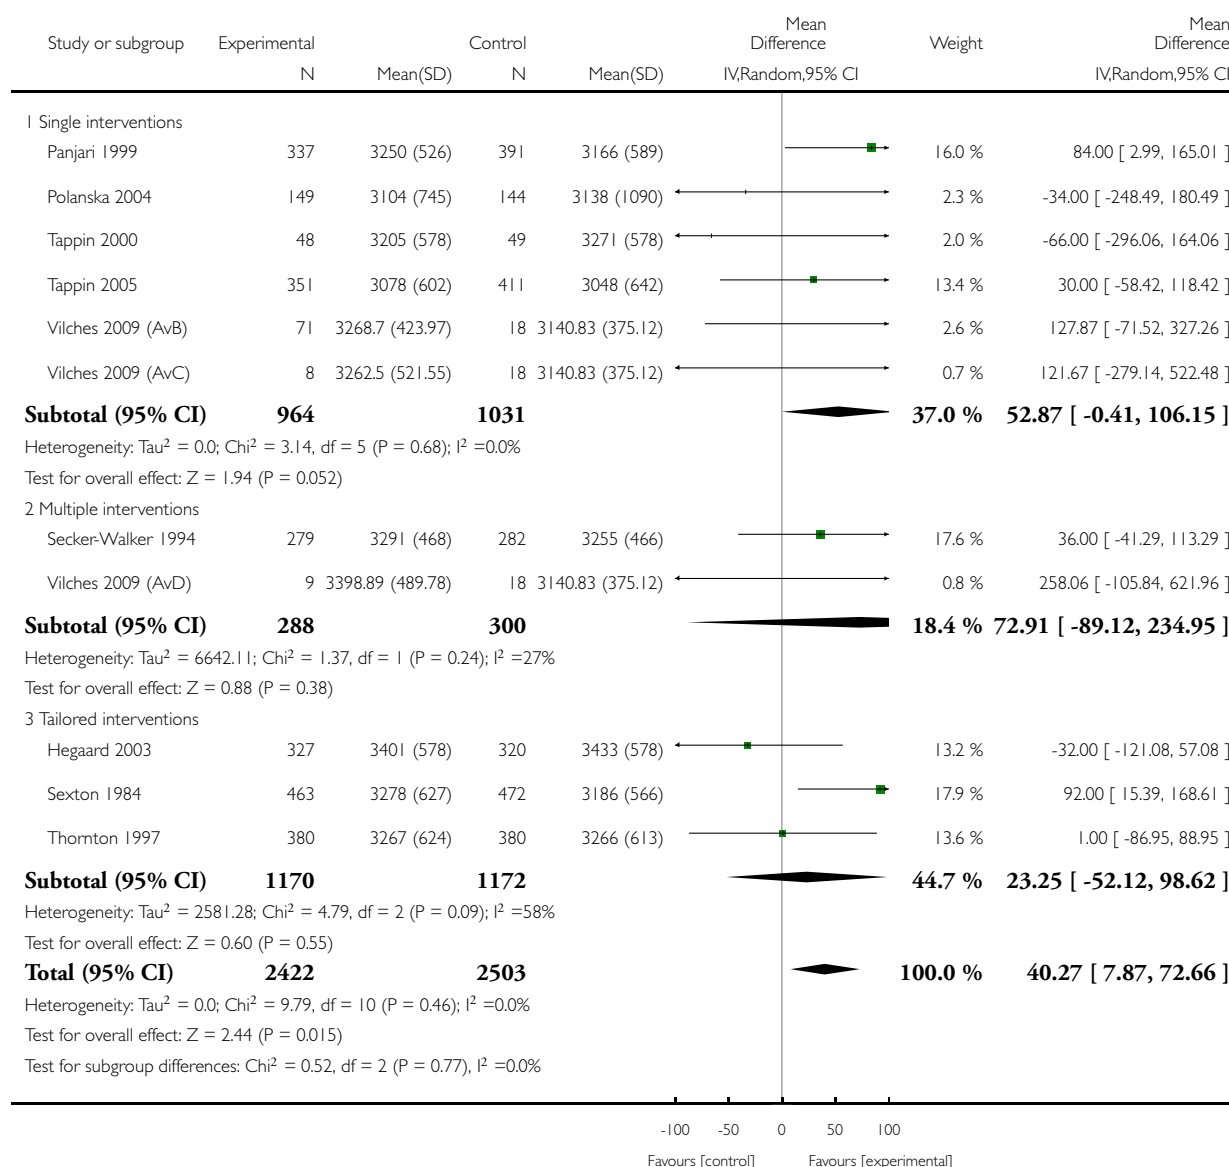 Study or subgroup Experimental Control Mean Difference Weight Mean Difference
N Mean(SD) N Mean(SD) IV,Random,95% CI IV,Random,95% CI
1 Single interventions
Panjari 1999 337 3250 (526) 391 3166 (589) 16.0 % 84.00 [ 2.99, 165.01 ]
Polanska 2004 149 3104 (745) 144 3138 (1090) 2.3 % -34.00 [ -248.49, 180.49 ]
Tappin 2000 48 3205 (578) 49 3271 (578) 2.0 % -66.00 [ -296.06, 164.06 ]
Tappin 2005 351 3078 (602) 411 3048 (642) 13.4 % 30.00 [ -58.42, 118.42 ]
Vilches 2009 (AvB) 71 3268.7 (423.97) 18 3140.83 (375.12) 2.6 % 127.87 [ -71.52, 327.26 ]
Vilches 2009 (AvC) 8 3262.5 (521.55) 18 3140.83 (375.12) 0.7 % 121.67 [ -279.14, 522.48 ]
Subtotal (95% CI) 964 1031 37.0 % 52.87 [ -0.41, 106.15 ]
Heterogeneity: Tau² = 0.0; Chi² = 3.14, df = 5 (P = 0.68); I² =0.0%
Test for overall effect: Z = 1.94 (P = 0.052)
2 Multiple interventions
Secker-Walker 1994 279 3291 (468) 282 3255 (466) 17.6 % 36.00 [ -41.29, 113.29 ]
Vilches 2009 (AvD) 9 3398.89 (489.78) 18 3140.83 (375.12) 0.8 % 258.06 [ -105.84, 621.96 ]
Subtotal (95% CI) 288 300 18.4 % 72.91 [ -89.12, 234.95 ]
Heterogeneity: Tau² = 6642.11; Chi² = 1.37, df = 1 (P = 0.24); I² =27%
Test for overall effect: Z = 0.88 (P = 0.38)
3 Tailored interventions
Hegaard 2003 327 3401 (578) 320 3433 (578) 13.2 % -32.00 [ -121.08, 57.08 ]
Sexton 1984 463 3278 (627) 472 3186 (566) 17.9 % 92.00 [ 15.39, 168.61 ]
Thornton 1997 380 3267 (624) 380 3266 (613) 13.6 % 1.00 [ -86.95, 88.95 ]
Subtotal (95% CI) 1170 1172 44.7 % 23.25 [ -52.12, 98.62 ]
Heterogeneity: Tau² = 2581.28; Chi² = 4.79, df = 2 (P = 0.09); I² =58%
Test for overall effect: Z = 0.60 (P = 0.55)
Total (95% CI) 2422 2503 100.0 % 40.27 [ 7.87, 72.66 ]
Heterogeneity: Tau² = 0.0; Chi² = 9.79, df = 10 (P = 0.46); I² =0.0%
Test for overall effect: Z = 2.44 (P = 0.015)
Test for subgroup differences: Chi² = 0.52, df = 2 (P = 0.77), I² =0.0%
-100 -50 0 50 100
Favours [control] Favours [experimental]